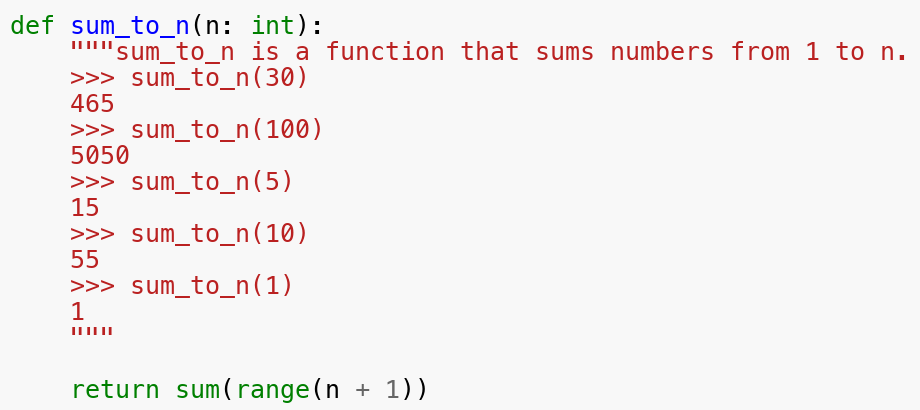 def sum_to_n(n: int):
    """sum_to_n is a function that sums numbers from 1 to n.
    >>> sum_to_n(30)
    465
    >>> sum_to_n(100)
    5050
    >>> sum_to_n(5)
    15
    >>> sum_to_n(10)
    55
    >>> sum_to_n(1)
    1
    """

    return sum(range(n + 1))